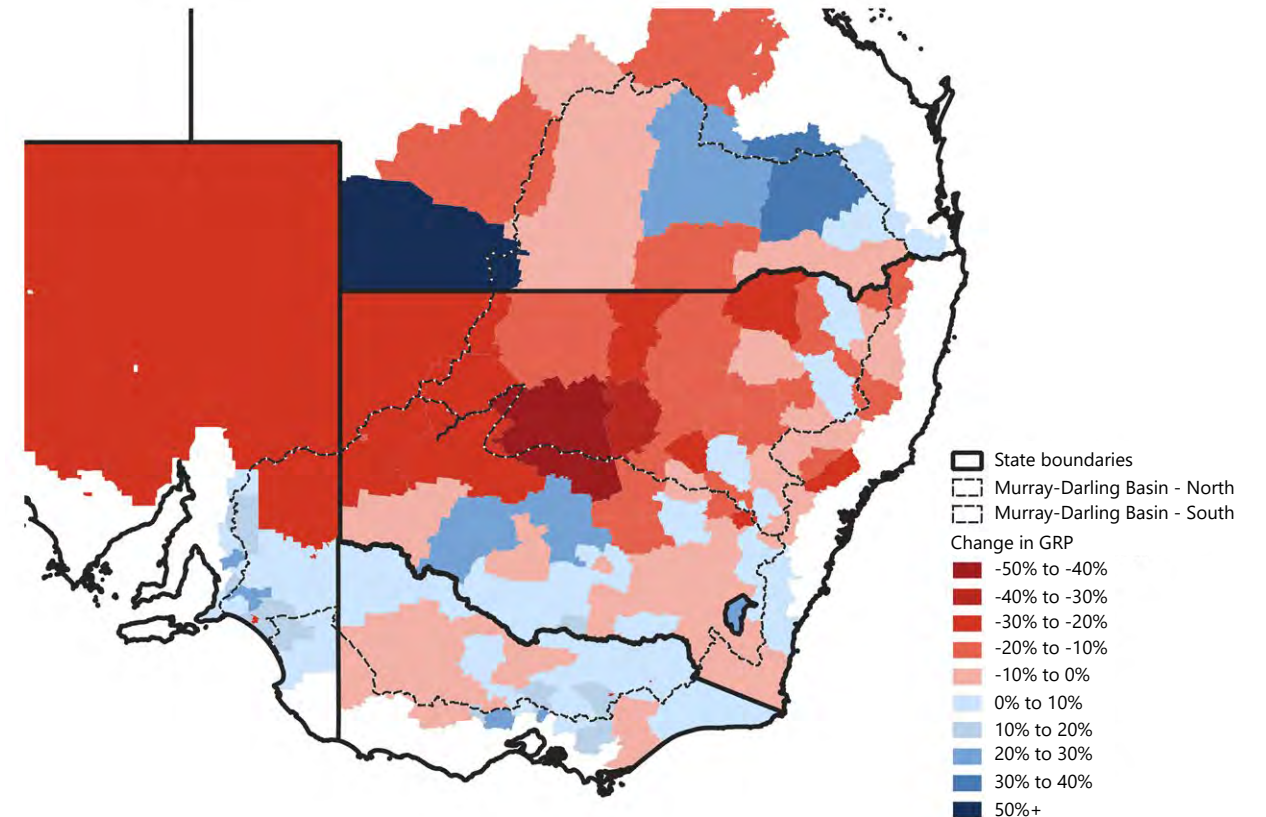 State boundaries
Murray-Darling Basin - North
Murray-Darling Basin - South
Change in GRP
-50% to -40%
-40% to -30%
-30% to -20%
-20% to -10%
-10% to 0%
0% to 10%
10% to 20%
20% to 30%
30% to 40%
50%+